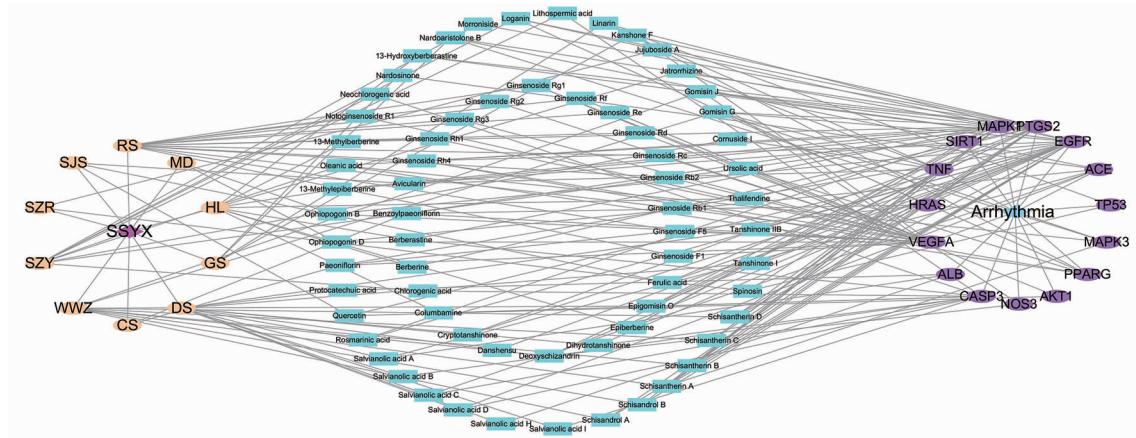 RS
SJS
MD
SZR
HL
SSYX
SZY
GS
WWZ
CS
DS
Morroniside
Loganin
Lithospermic acid
Linarin
Nardoaristolone B
Kanshone F
Jujuboside A
13-Hydroxyberberastine
Jatrorrhizine
Nardosinone
Gomisin J
Neochlorogenic acid
Gomisin G
Notoginsenoside R1
Cornuside I
13-Methylberberine
Ursolic acid
Oleanic acid
Thalifendine
13-Methylepiberberine
Tanshinone IIB
Ophiopogonin B
Tanshinone I
Ophiopogonin D
Spinosin
Paeoniflorin
Schisantherin D
Protocatechuic acid
Schisantherin C
Quercetin
Schisantherin B
Rosmarinic acid
Schisantherin A
Salvianolic acid A
Schisandrol B
Salvianolic acid B
Schisandrol A
Salvianolic acid C
Salvianolic acid D
Salvianolic acid H
Salvianolic acid I
Ginsenoside Rg1
Ginsenoside Rg2
Ginsenoside Rf
Ginsenoside Rg3
Ginsenoside Re
Ginsenoside Rh1
Ginsenoside Rd
Ginsenoside Rh4
Ginsenoside Rc
Avicularin
Ginsenoside Rb2
Benzoylpaeoniflorin
Ginsenoside Rb1
Berberastine
Ginsenoside F5
Berberine
Ginsenoside F1
Chlorogenic acid
Ferulic acid
Columbamine
Epigomisin O
Cryptotanshinone
Epiberberine
Danshensu
Dihydrotanshinone
Deoxyschizandrin
MAPK1
PTGS2
SIRT1
EGFR
TNF
ACE
HRAS
Arrhythmia
TP53
VEGFA
MAPK3
ALB
PPARG
CASP3
AKT1
NOS3